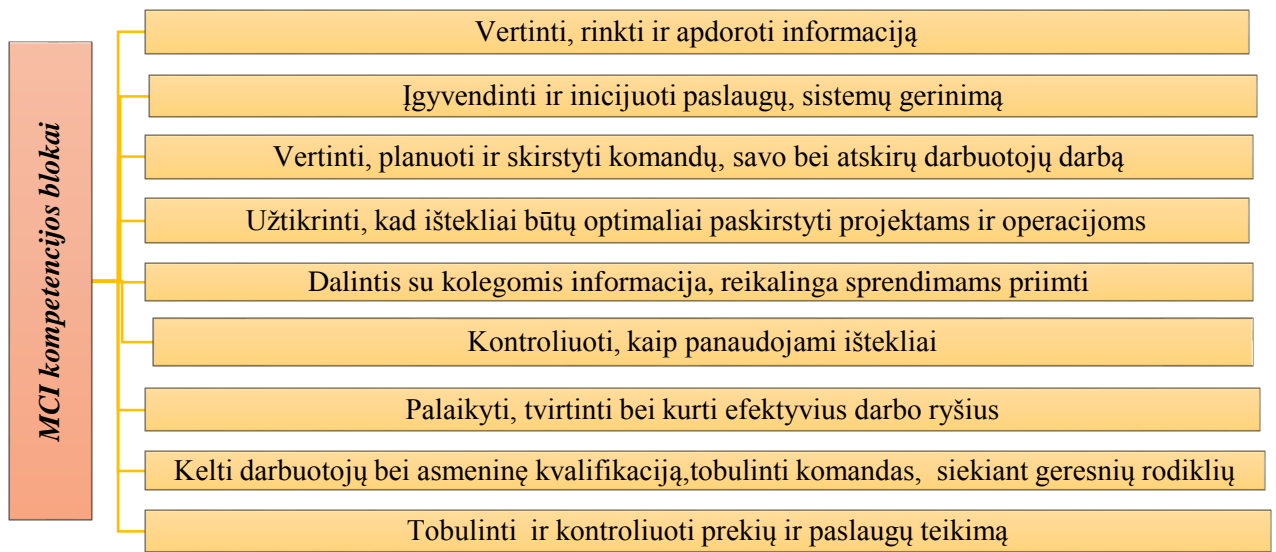 MCI kompetencijos blokai
Vertinti, rinkti ir apdoroti informaciją
Įgyvendinti ir inicijuoti paslaugų, sistemų gerinimą
Vertinti, planuoti ir skirstyti komandų, savo bei atskirų darbuotojų darbą
Užtikrinti, kad ištekliai būtų optimaliai paskirstyti projektams ir operacijoms
Dalintis su kolegomis informacija, reikalinga sprendimams priimti
Kontroliuoti, kaip panaudojami ištekliai
Palaikyti, tvirtinti bei kurti efektyvius darbo ryšius
Kelti darbuotojų bei asmeninę kvalifikaciją,tobulinti komandas, siekiant geresnių rodiklių
Tobulinti ir kontroliuoti prekių ir paslaugų teikimą